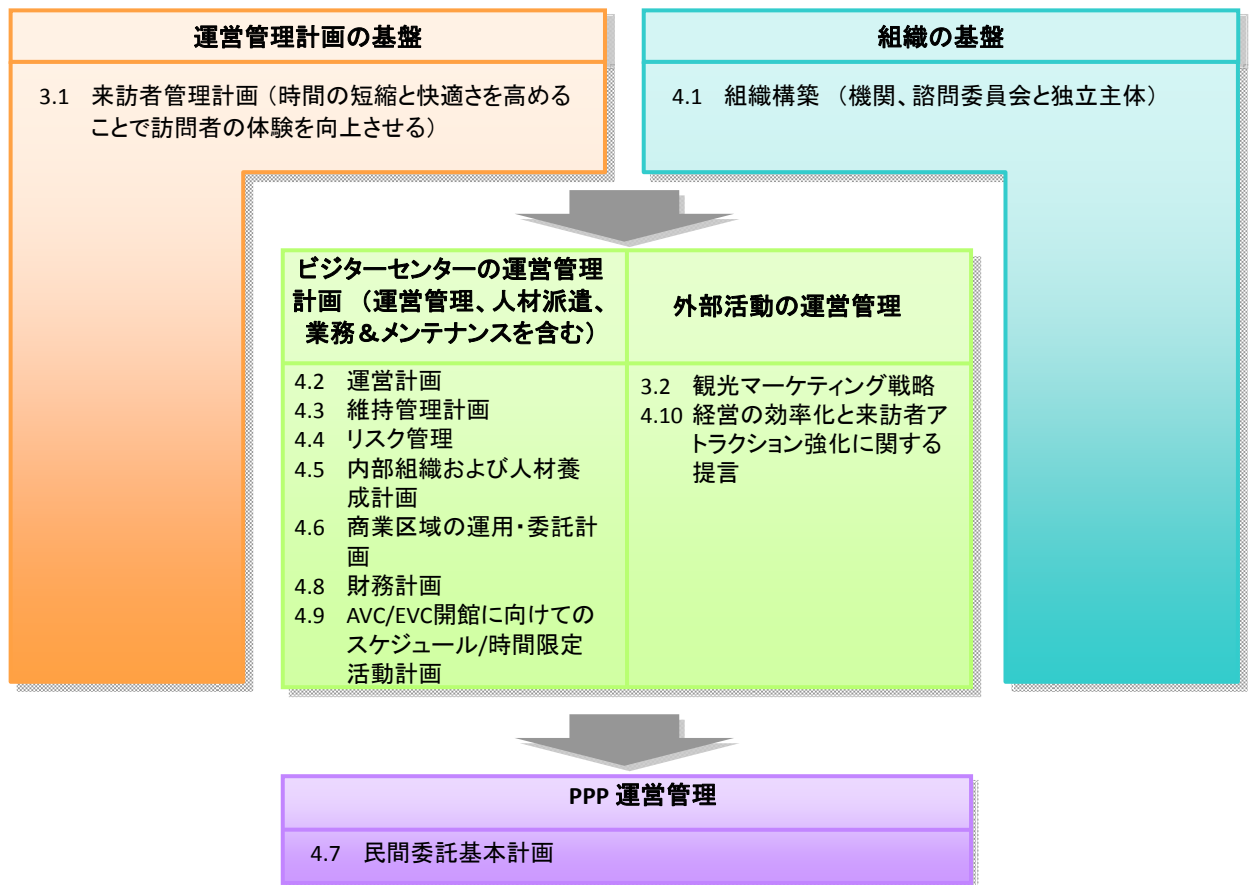 運営管理計画の基盤
3.1 来訪者管理計画（時間の短縮と快適さを高める
ことで訪問者の体験を向上させる）
組織の基盤
4.1 組織構築 （機関、諮問委員会と独立主体）
ビジターセンターの運営管理
計画 （運営管理、人材派遣、
業務＆メンテナンスを含む）
4.2 運営計画
4.3 維持管理計画
4.4 リスク管理
4.5 内部組織および人材養
成計画
4.6 商業区域の運用・委託計
画
4.8 財務計画
4.9 AVC/EVC開館に向けての
スケジュール/時間限定
活動計画
外部活動の運営管理
3.2 観光マーケティング戦略
4.10 経営の効率化と来訪者ア
トラクション強化に関する
提言
PPP 運営管理
4.7 民間委託基本計画